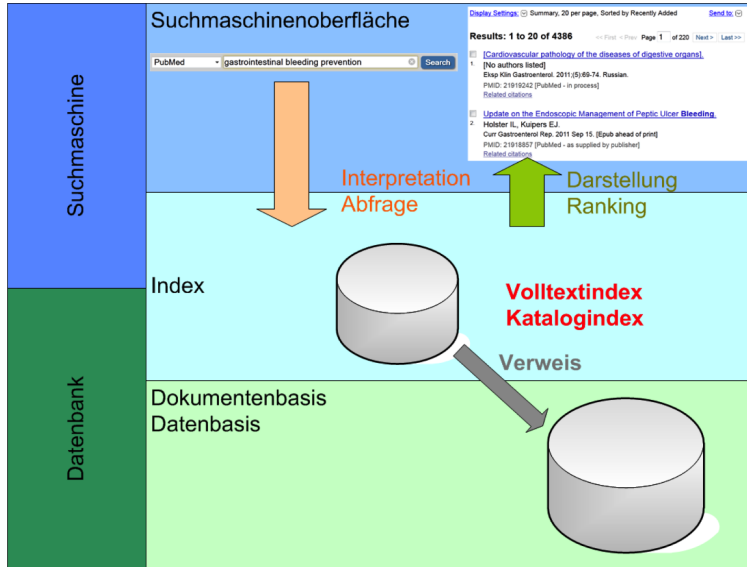 Suchmaschine
Datenbank
Suchmaschinenoberfläche
PubMed gastrointestinal bleeding prevention Search
Display Settings: Summary, 20 per page, Sorted by Recently Added Send to:
Results: 1 to 20 of 4386 << First < Prev Page 1 of 220 Next > Last >>
[Cardiovascular pathology of the diseases of digestive organs].
1. [No authors listed]
Eksp Klin Gastroenterol. 2011;(5):69-74. Russian.
PMID: 21919242 [PubMed - in process]
Related citations
Update on the Endoscopic Management of Peptic Ulcer Bleeding.
2. Holster IL, Kuipers EJ.
Curr Gastroenterol Rep. 2011 Sep 15. [Epub ahead of print]
PMID: 21918857 [PubMed - as supplied by publisher]
Related citations
Interpretation
Abfrage
Darstellung
Ranking
Index
Volltextindex
Katalogindex
Verweis
Dokumentenbasis
Datenbasis